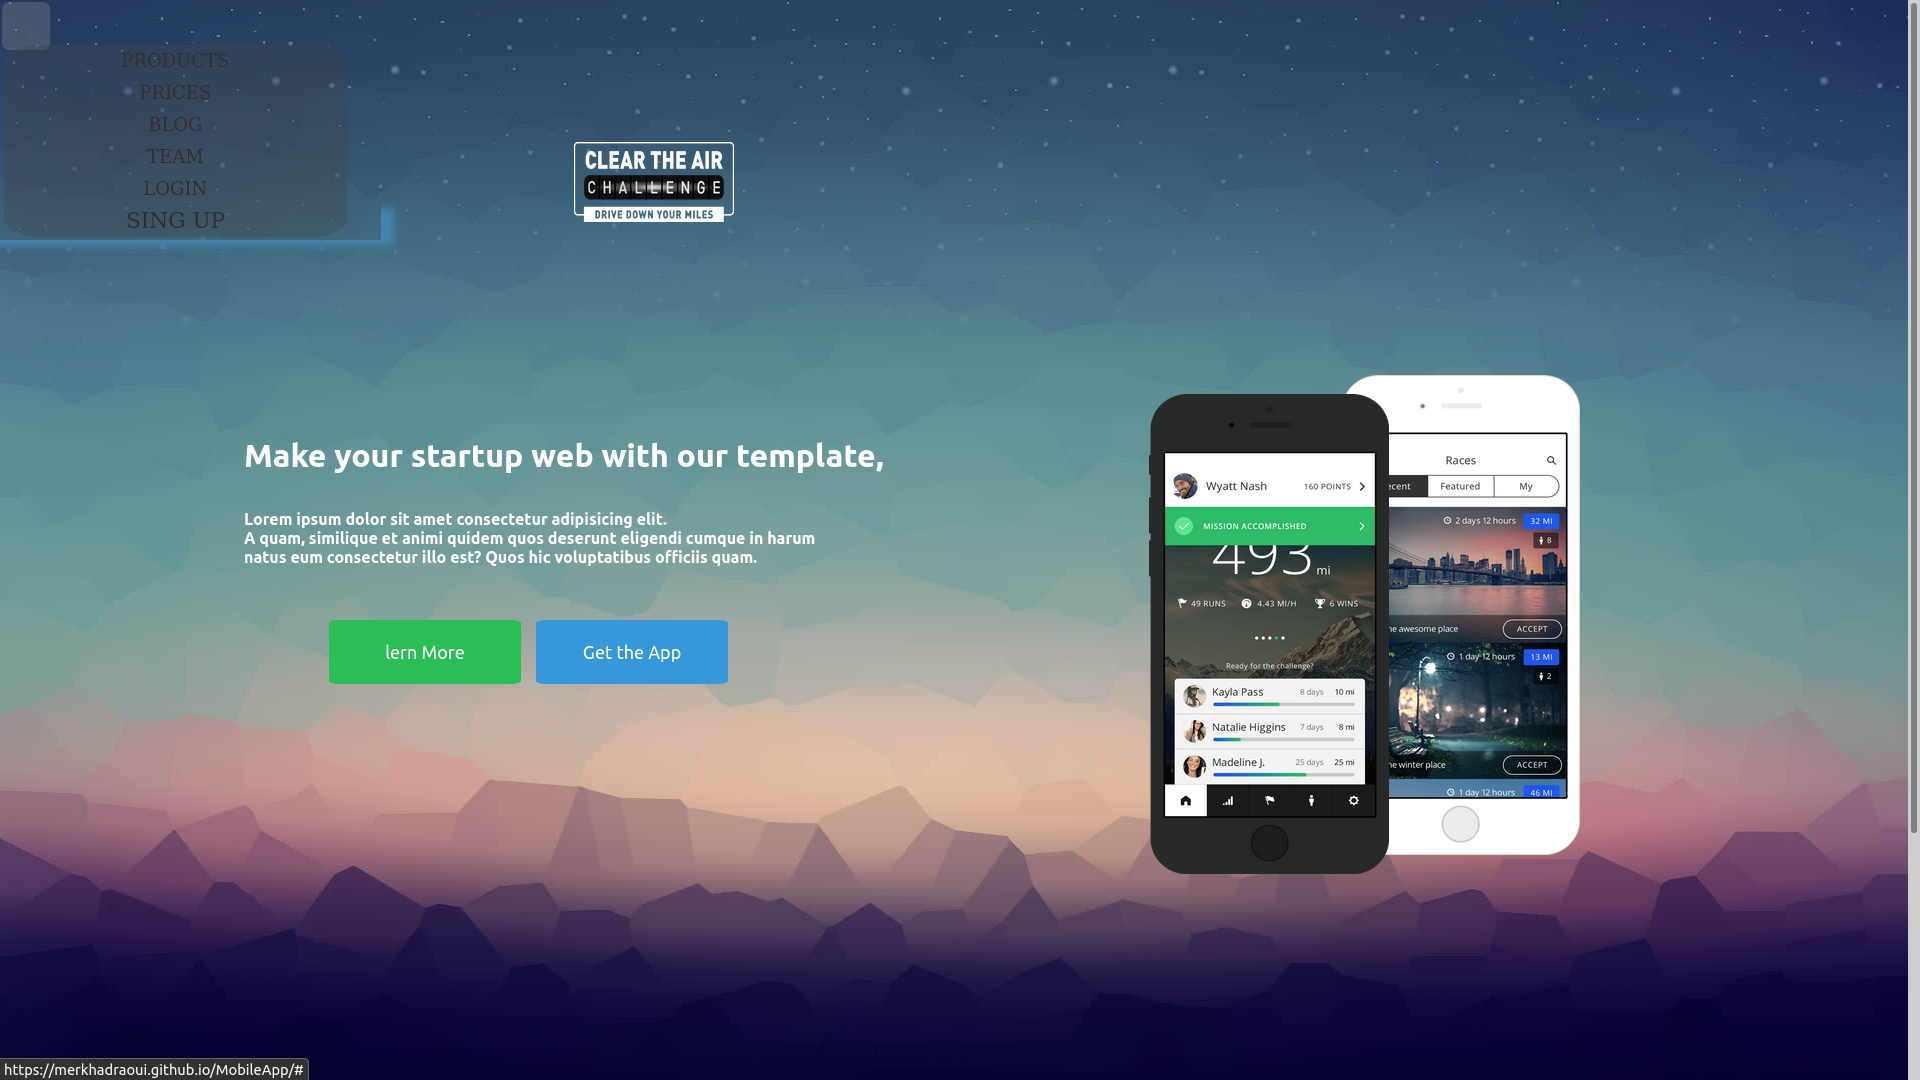 PRODUCTS
PRICES
BLOG
TEAM
LOGIN
SING UP
CLEAR THE AIR
CHALLENGE
DRIVE DOWN YOUR MILES
Make your startup web with our template,
Lorem ipsum dolor sit amet consectetur adipisicing elit.
A quam, similique et animi quidem quos deserunt eligendi cumque in harum
natus eum consectetur illo est? Quos hic voluptatibus officiis quam.
lern More
Get the App
Wyatt Nash
160 POINTS
MISSION ACCOMPLISHED
493 mi
49 RUNS
4.43 MI/H
6 WINS
Ready for the challenge?
Kayla Pass 8 days 10 mi
Natalie Higgins 7 days 8 mi
Madeline J. 25 days 25 mi
Races
ecent Featured My
2 days 12 hours 32 MI
8
ne awesome place ACCEPT
1 day 12 hours 13 MI
2
ne winter place ACCEPT
1 day 12 hours 46 MI
https://merkhadraoui.github.io/MobileApp/#